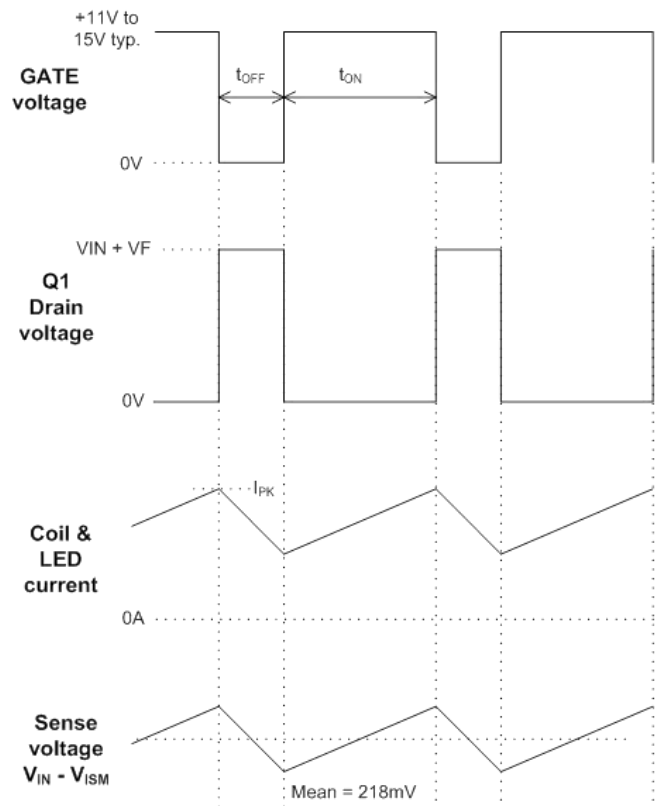 +11V to
15V typ.
GATE
voltage
tOFF
tON
0V
VIN + VF
Q1
Drain
voltage
0V
IPK
Coil &
LED
current
0A
Sense
voltage
VIN - VISM
Mean = 218mV